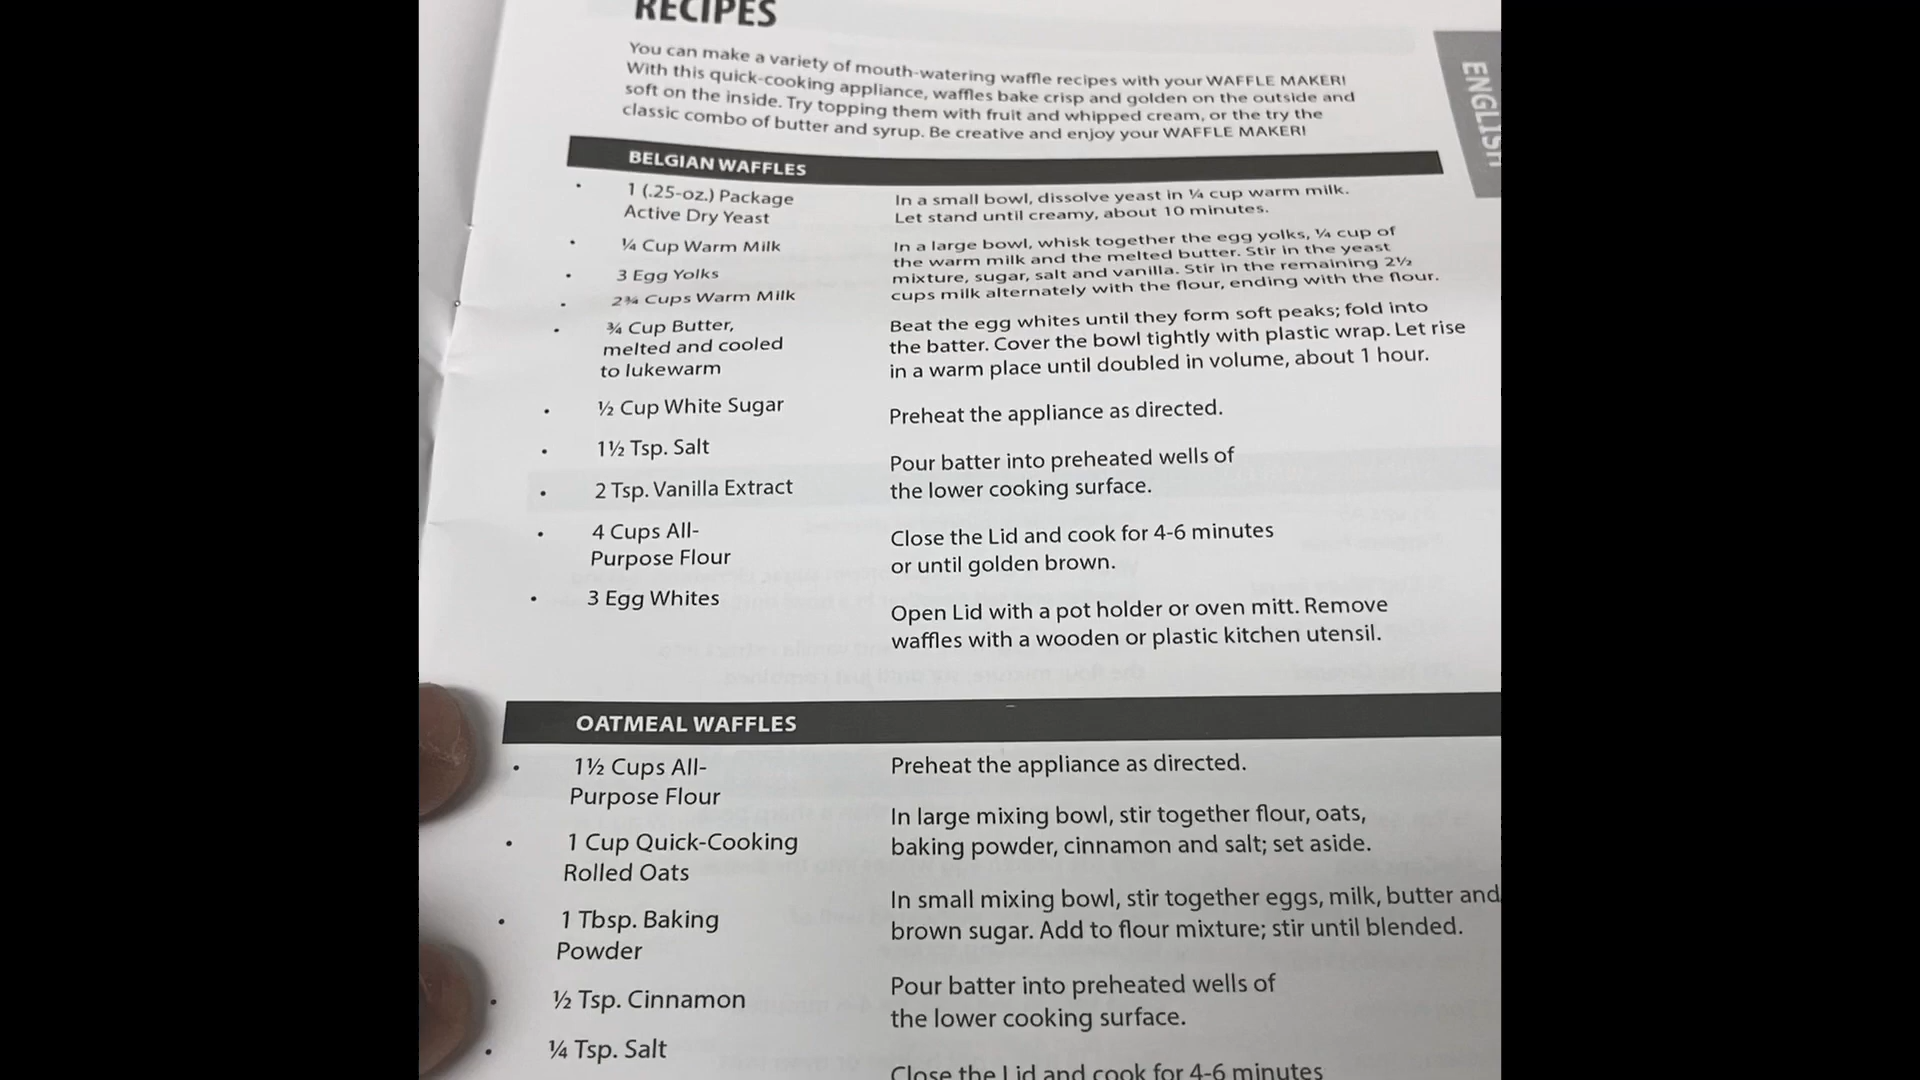 RECIPES
You can make a variety of mouth-watering waffle recipes with your WAFFLE MAKER!
With this quick-cooking appliance, waffles bake crisp and golden on the outside and
soft on the inside. Try topping them with fruit and whipped cream, or the try the
classic combo of butter and syrup. Be creative and enjoy your WAFFLE MAKER!
ENGLISH
BELGIAN WAFFLES
• 1 (.25-oz.) Package
Active Dry Yeast
• ¼ Cup Warm Milk
• 3 Egg Yolks
• 2¾ Cups Warm Milk
• ¾ Cup Butter,
melted and cooled
to lukewarm
• ½ Cup White Sugar
• 1½ Tsp. Salt
• 2 Tsp. Vanilla Extract
• 4 Cups All-
Purpose Flour
• 3 Egg Whites
In a small bowl, dissolve yeast in ¼ cup warm milk.
Let stand until creamy, about 10 minutes.
In a large bowl, whisk together the egg yolks, ¼ cup of
the warm milk and the melted butter. Stir in the yeast
mixture, sugar, salt and vanilla. Stir in the remaining 2½
cups milk alternately with the flour, ending with the flour.
Beat the egg whites until they form soft peaks; fold into
the batter. Cover the bowl tightly with plastic wrap. Let rise
in a warm place until doubled in volume, about 1 hour.
Preheat the appliance as directed.
Pour batter into preheated wells of
the lower cooking surface.
Close the Lid and cook for 4-6 minutes
or until golden brown.
Open Lid with a pot holder or oven mitt. Remove
waffles with a wooden or plastic kitchen utensil.
OATMEAL WAFFLES
• 1½ Cups All-
Purpose Flour
• 1 Cup Quick-Cooking
Rolled Oats
• 1 Tbsp. Baking
Powder
• ½ Tsp. Cinnamon
• ¼ Tsp. Salt
Preheat the appliance as directed.
In large mixing bowl, stir together flour, oats,
baking powder, cinnamon and salt; set aside.
In small mixing bowl, stir together eggs, milk, butter and
brown sugar. Add to flour mixture; stir until blended.
Pour batter into preheated wells of
the lower cooking surface.
Close the Lid and cook for 4-6 minutes